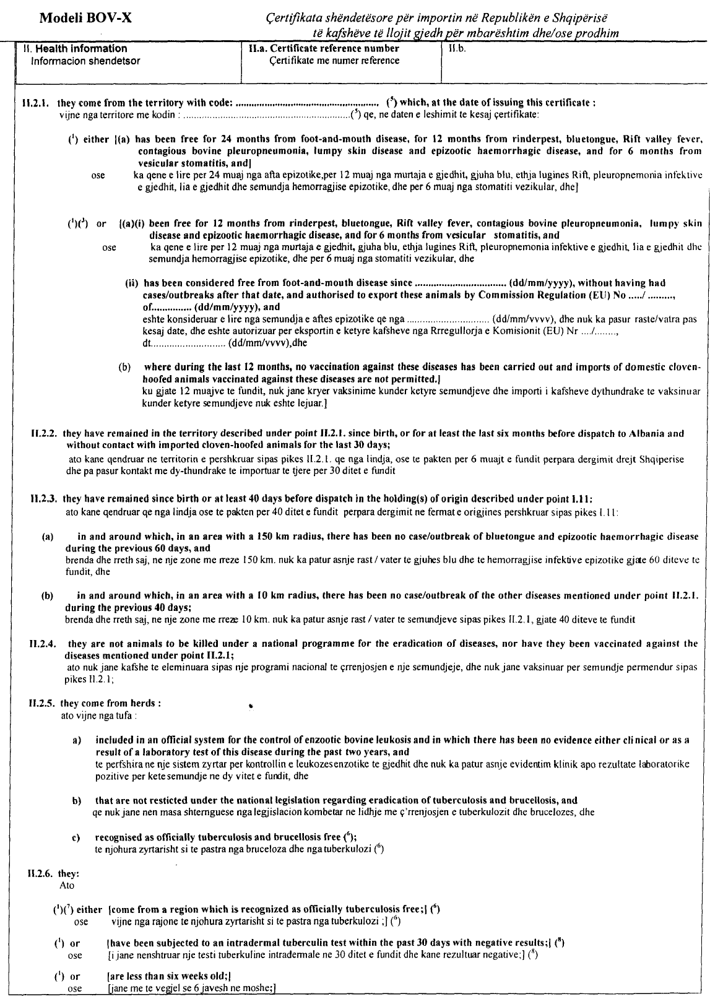 Modeli BOV-X
Çertifikata shëndetësore për importin në Republikën e Shqipërisë
të kafshëve të llojit gjedh për mbarështim dhe/ose prodhim
II. Health information
Informacion shendetsor
II.a. Certificate reference number
Çertifikate me numer reference
II.b.
II.2.1. they come from the territory with code: ...................................................... (⁵) which, at the date of issuing this certificate :
vijne nga territore me kodin : ...............................................................(⁵) qe, ne daten e leshimit te kesaj çertifikate:
(¹) either [(a) has been free for 24 months from foot-and-mouth disease, for 12 months from rinderpest, bluetongue, Rift valley fever,
contagious bovine pleuropneumonia, lumpy skin disease and epizootic haemorrhagic disease, and for 6 months from
vesicular stomatitis, and]
ose ka qene e lire per 24 muaj nga afta epizotike,per 12 muaj nga murtaja e gjedhit, gjuha blu, ethja lugines Rift, pleuropnemonia infektive
e gjedhit, lia e gjedhit dhe semundja hemorragjise epizotike, dhe per 6 muaj nga stomatiti vezikular, dhe]
(¹)(³) or [(a)(i) been free for 12 months from rinderpest, bluetongue, Rift valley fever, contagious bovine pleuropneumonia, lumpy skin
disease and epizootic haemorrhagic disease, and for 6 months from vesicular stomatitis, and
ose ka qene e lire per 12 muaj nga murtaja e gjedhit, gjuha blu, ethja lugines Rift, pleuropnemonia infektive e gjedhit, lia e gjedhit dhe
semundja hemorragjise epizotike, dhe per 6 muaj nga stomatiti vezikular, dhe
(ii) has been considered free from foot-and-mouth disease since .................................. (dd/mm/yyyy), without having had
cases/outbreaks after that date, and authorised to export these animals by Commission Regulation (EU) No ...../ .........,
of............... (dd/mm/yyyy), and
eshte konsideruar e lire nga semundja e aftes epizotike qe nga ............................... (dd/mm/vvvv), dhe nuk ka pasur raste/vatra pas
kesaj date, dhe eshte autorizuar per eksportin e ketyre kafsheve nga Rrregullorja e Komisionit (EU) Nr ..../........,
dt............................ (dd/mm/vvvv),dhe
(b) where during the last 12 months, no vaccination against these diseases has been carried out and imports of domestic cloven-
hoofed animals vaccinated against these diseases are not permitted.]
ku gjate 12 muajve te fundit, nuk jane kryer vaksinime kunder ketyre semundjeve dhe importi i kafsheve dythundrake te vaksinuar
kunder ketyre semundjeve nuk eshte lejuar.]
II.2.2. they have remained in the territory described under point II.2.1. since birth, or for at least the last six months before dispatch to Albania and
without contact with imported cloven-hoofed animals for the last 30 days;
ato kane qendruar ne territorin e pershkruar sipas pikes II.2.1. qe nga lindja, ose te pakten per 6 muajt e fundit perpara dergimit drejt Shqiperise
dhe pa pasur kontakt me dy-thundrake te importuar te tjere per 30 ditet e fundit
II.2.3. they have remained since birth or at least 40 days before dispatch in the holding(s) of origin described under point I.11;
ato kane qendruar qe nga lindja ose te pakten per 40 ditet e fundit perpara dergimit ne fermat e origjines pershkruar sipas pikes I.11:
(a) in and around which, in an area with a 150 km radius, there has been no case/outbreak of bluetongue and epizootic haemorrhagic disease
during the previous 60 days, and
brenda dhe rreth saj, ne nje zone me rreze 150 km. nuk ka patur asnje rast / vater te gjuhes blu dhe te hemorragjise infektive epizotike gjate 60 diteve te
fundit, dhe
(b) in and around which, in an area with a 10 km radius, there has been no case/outbreak of the other diseases mentioned under point II.2.1.
during the previous 40 days;
brenda dhe rreth saj, ne nje zone me rreze 10 km. nuk ka patur asnje rast / vater te semundjeve sipas pikes II.2.1, gjate 40 diteve te fundit
II.2.4. they are not animals to be killed under a national programme for the eradication of diseases, nor have they been vaccinated against the
diseases mentioned under point II.2.1;
ato nuk jane kafshe te eleminuara sipas nje programi nacional te çrrenjosjen e nje semundjeje, dhe nuk jane vaksinuar per semundje permendur sipas
pikes II.2.1;
II.2.5. they come from herds :
ato vijne nga tufa :
a) included in an official system for the control of enzootic bovine leukosis and in which there has been no evidence either clinical or as a
result of a laboratory test of this disease during the past two years, and
te perfshira ne nje sistem zyrtar per kontrollin e leukozes enzotike te gjedhit dhe nuk ka patur asnje evidentim klinik apo rezultate laboratorike
pozitive per kete semundje ne dy vitet e fundit, dhe
b) that are not resticted under the national legislation regarding eradication of tuberculosis and brucellosis, and
qe nuk jane nen masa shternguese nga legjislacion kombetar ne lidhje me ç'rrenjosjen e tuberkulozit dhe brucelozes, dhe
c) recognised as officially tuberculosis and brucellosis free (⁶);
te njohura zyrtarisht si te pastra nga bruceloza dhe nga tuberkulozi (⁶)
II.2.6. they:
Ato
(¹)(⁷) either [come from a region which is recognized as officially tuberculosis free;] (⁶)
ose vijne nga rajone te njohura zyrtarisht si te pastra nga tuberkulozi ;] (⁶)
(¹) or [have been subjected to an intradermal tuberculin test within the past 30 days with negative results;] (⁸)
ose [i jane nenshtruar nje testi tuberkuline intradermale ne 30 ditet e fundit dhe kane rezultuar negative;] (⁸)
(¹) or [are less than six weeks old;]
ose [jane me te vegjel se 6 javesh ne moshe;]